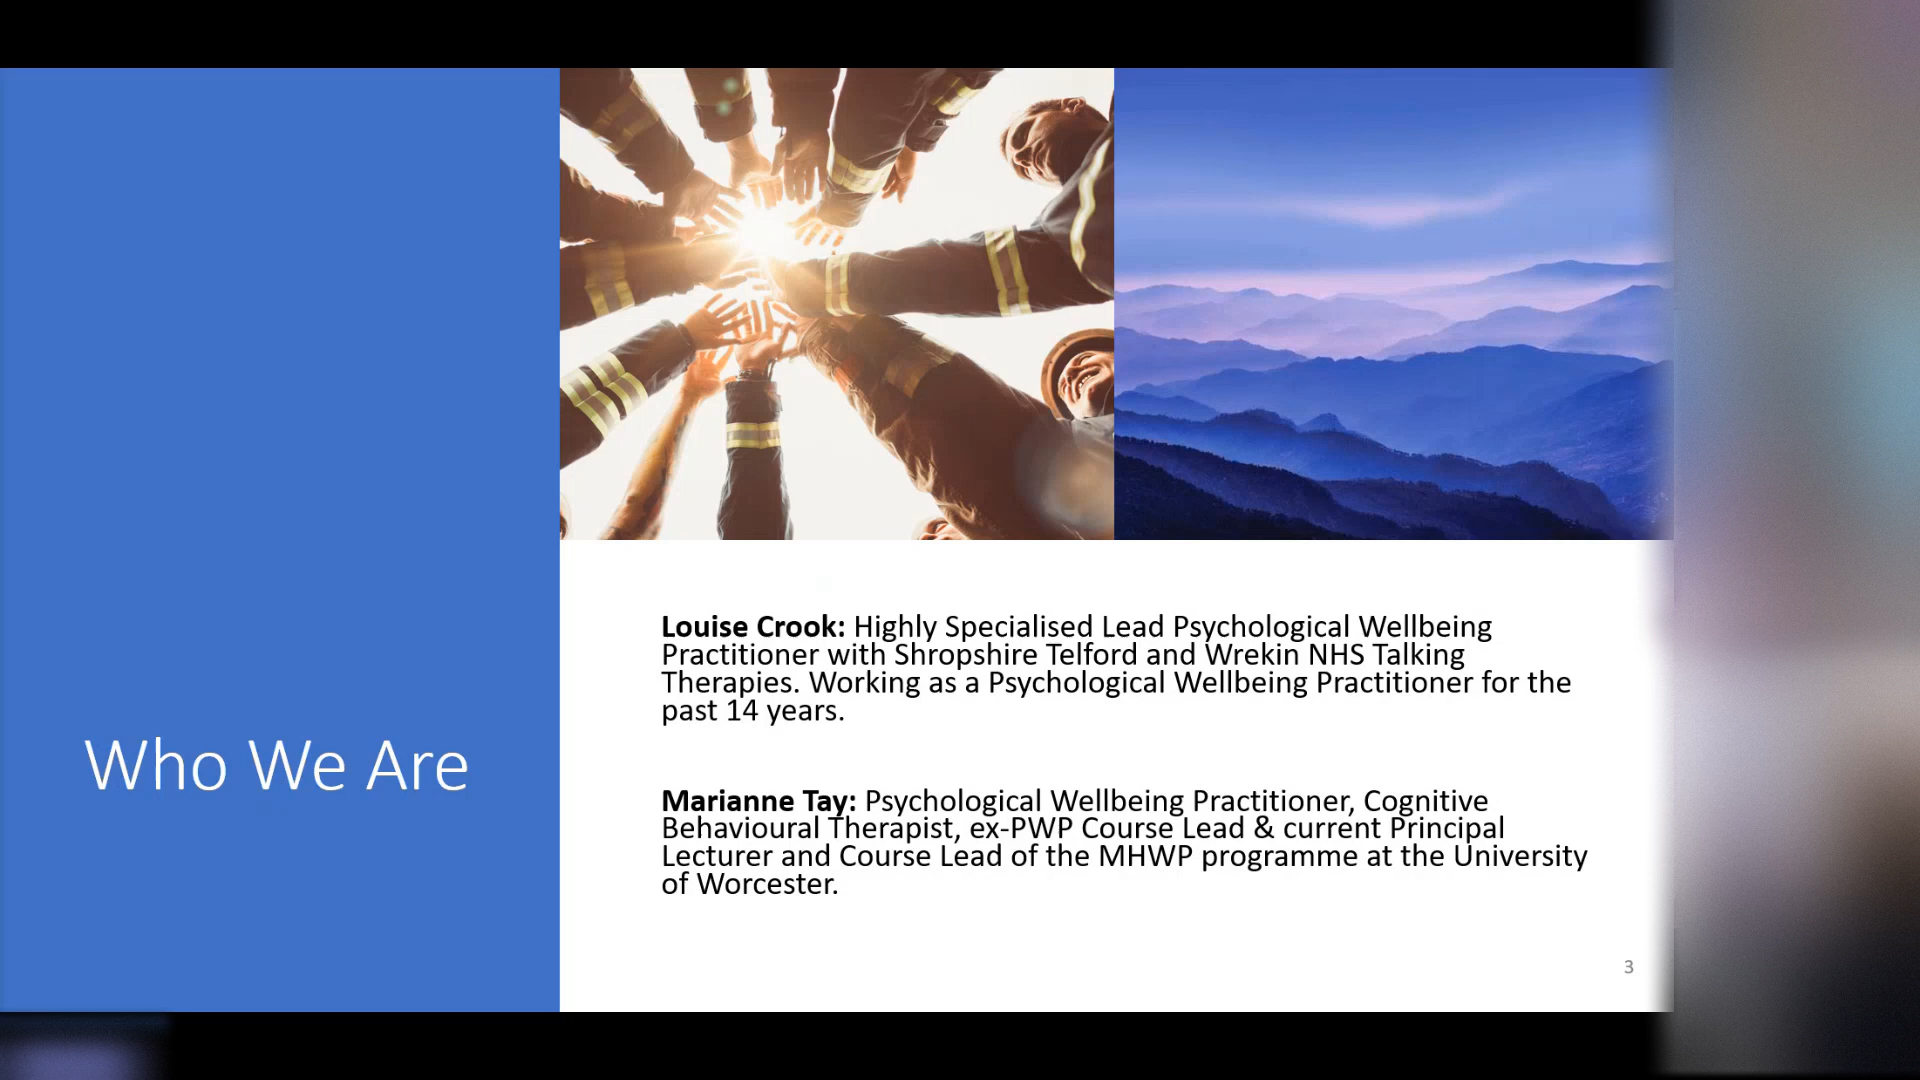 Who We Are
Louise Crook: Highly Specialised Lead Psychological Wellbeing
Practitioner with Shropshire Telford and Wrekin NHS Talking
Therapies. Working as a Psychological Wellbeing Practitioner for the
past 14 years.
Marianne Tay: Psychological Wellbeing Practitioner, Cognitive
Behavioural Therapist, ex-PWP Course Lead & current Principal
Lecturer and Course Lead of the MHWP programme at the University
of Worcester.
3